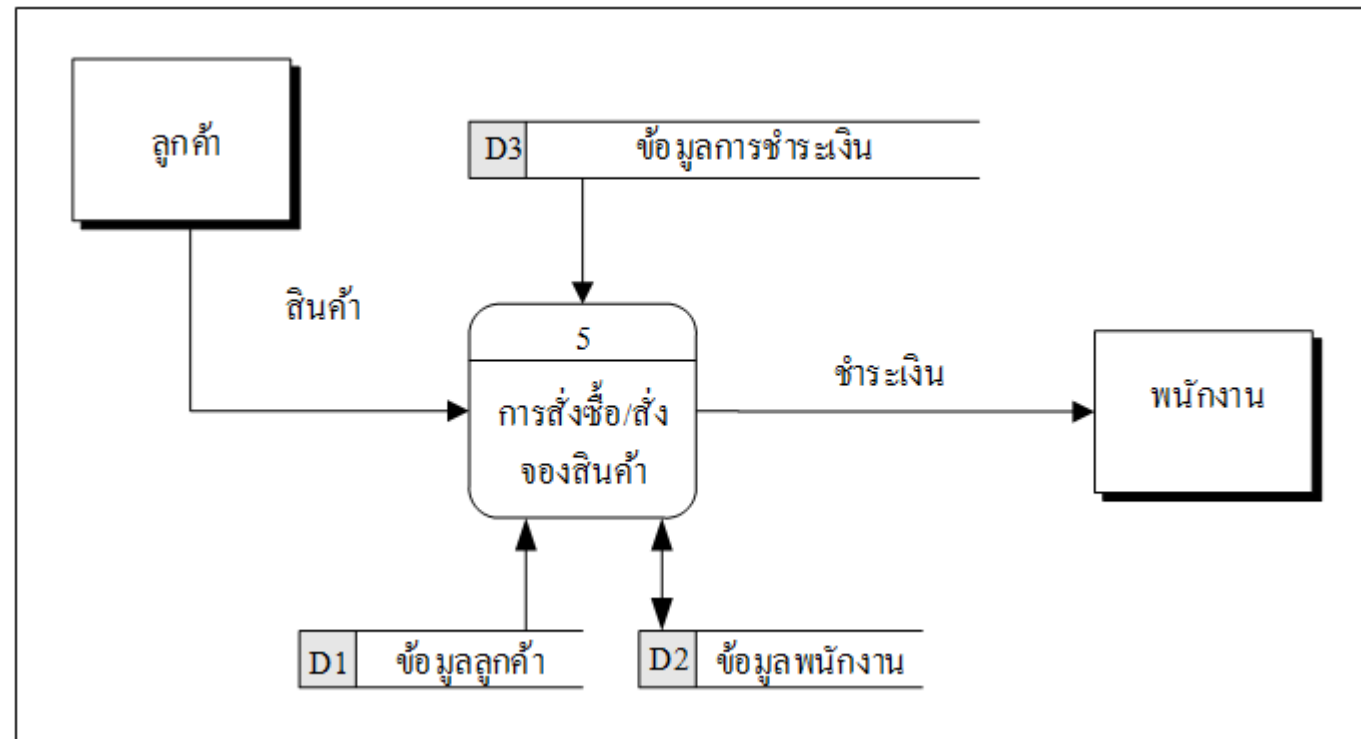 ลูกค้า
D3 ข้อมูลการชำระเงิน
สินค้า
5
การสั่งซื้อ/สั่ง
จองสินค้า
ชำระเงิน
พนักงาน
D1 ข้อมูลลูกค้า
D2 ข้อมูลพนักงาน